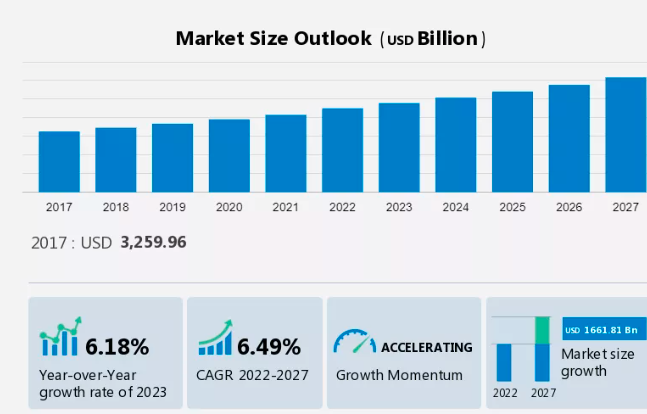 Market Size Outlook (USD Billion)
2017 2018 2019 2020 2021 2022 2023 2024 2025 2026 2027
2017 : USD 3,259.96
6.18%
Year-over-Year
growth rate of 2023
6.49%
CAGR 2022-2027
ACCELERATING
Growth Momentum
USD 1661.81 Bn
Market size
growth
2022 2027